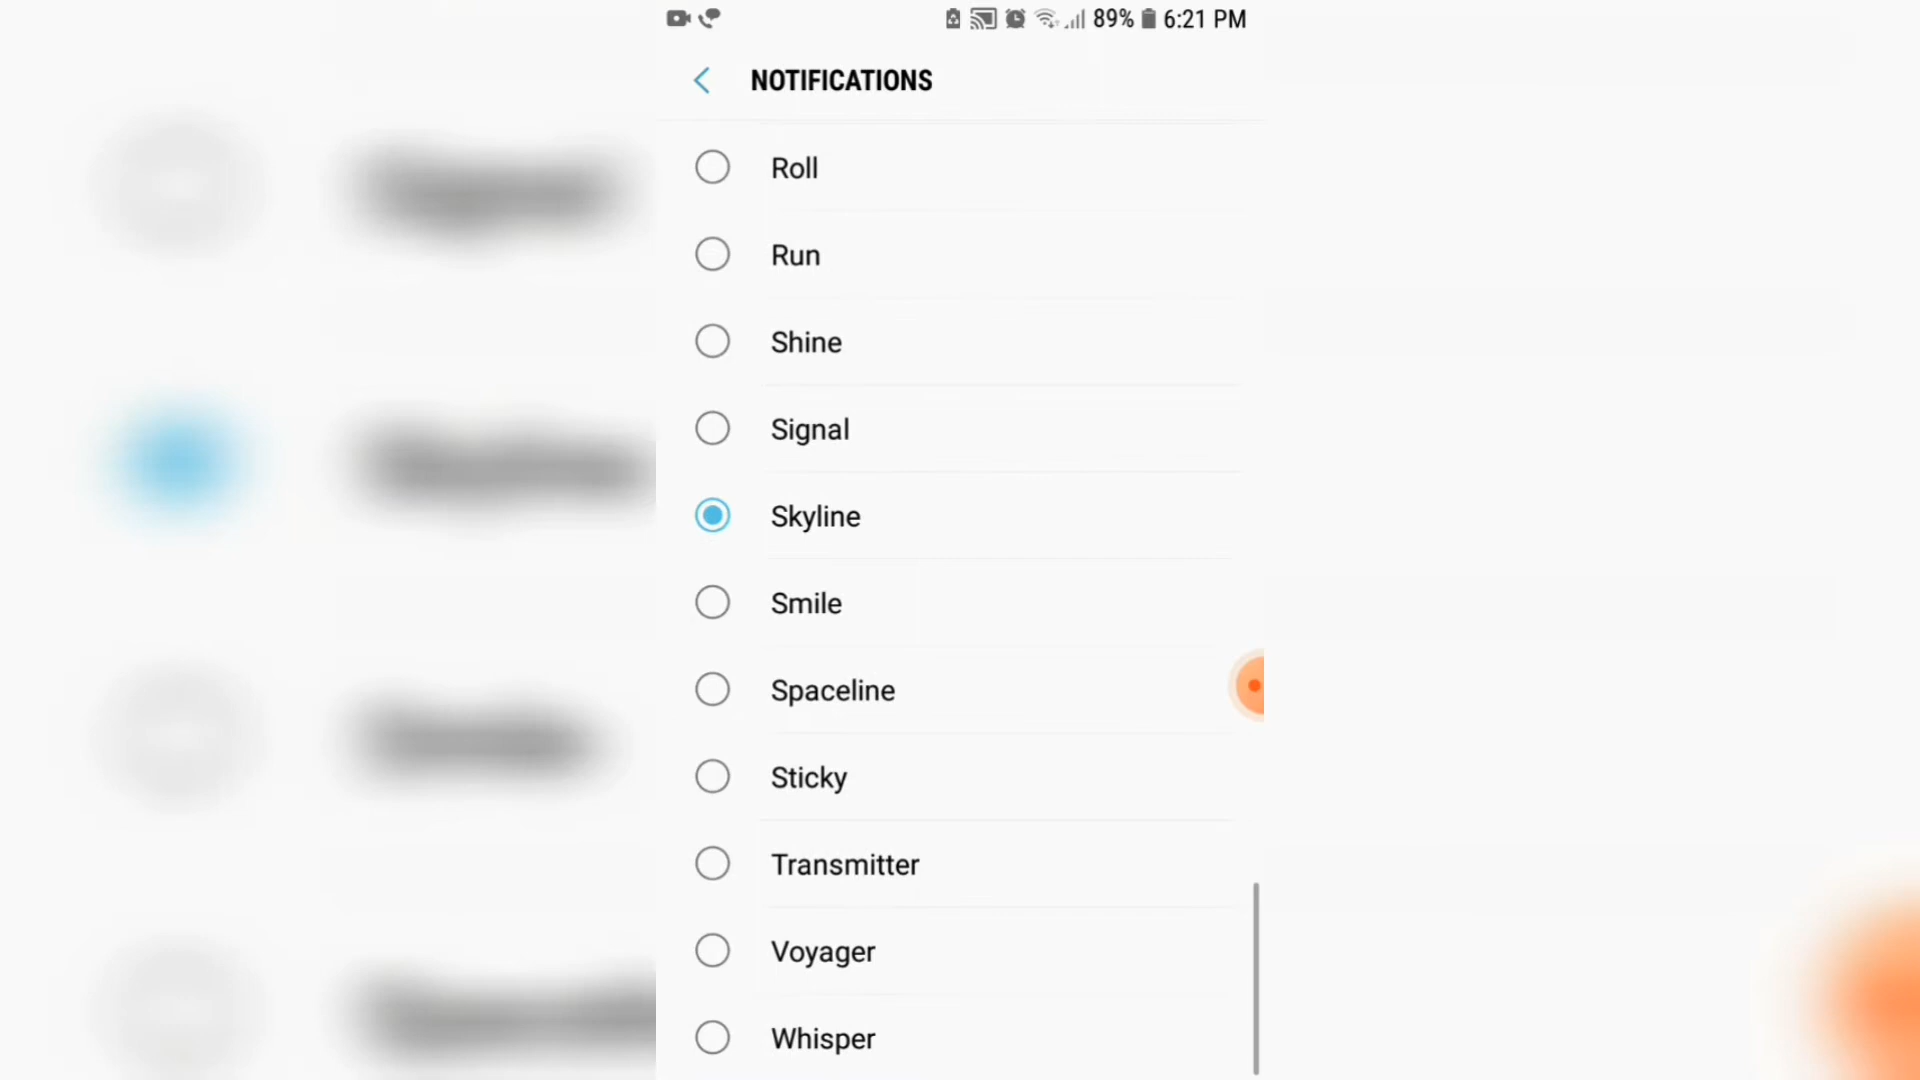 89% 6:21 PM
NOTIFICATIONS
Roll
Run
Shine
Signal
Skyline
Smile
Spaceline
Sticky
Transmitter
Voyager
Whisper